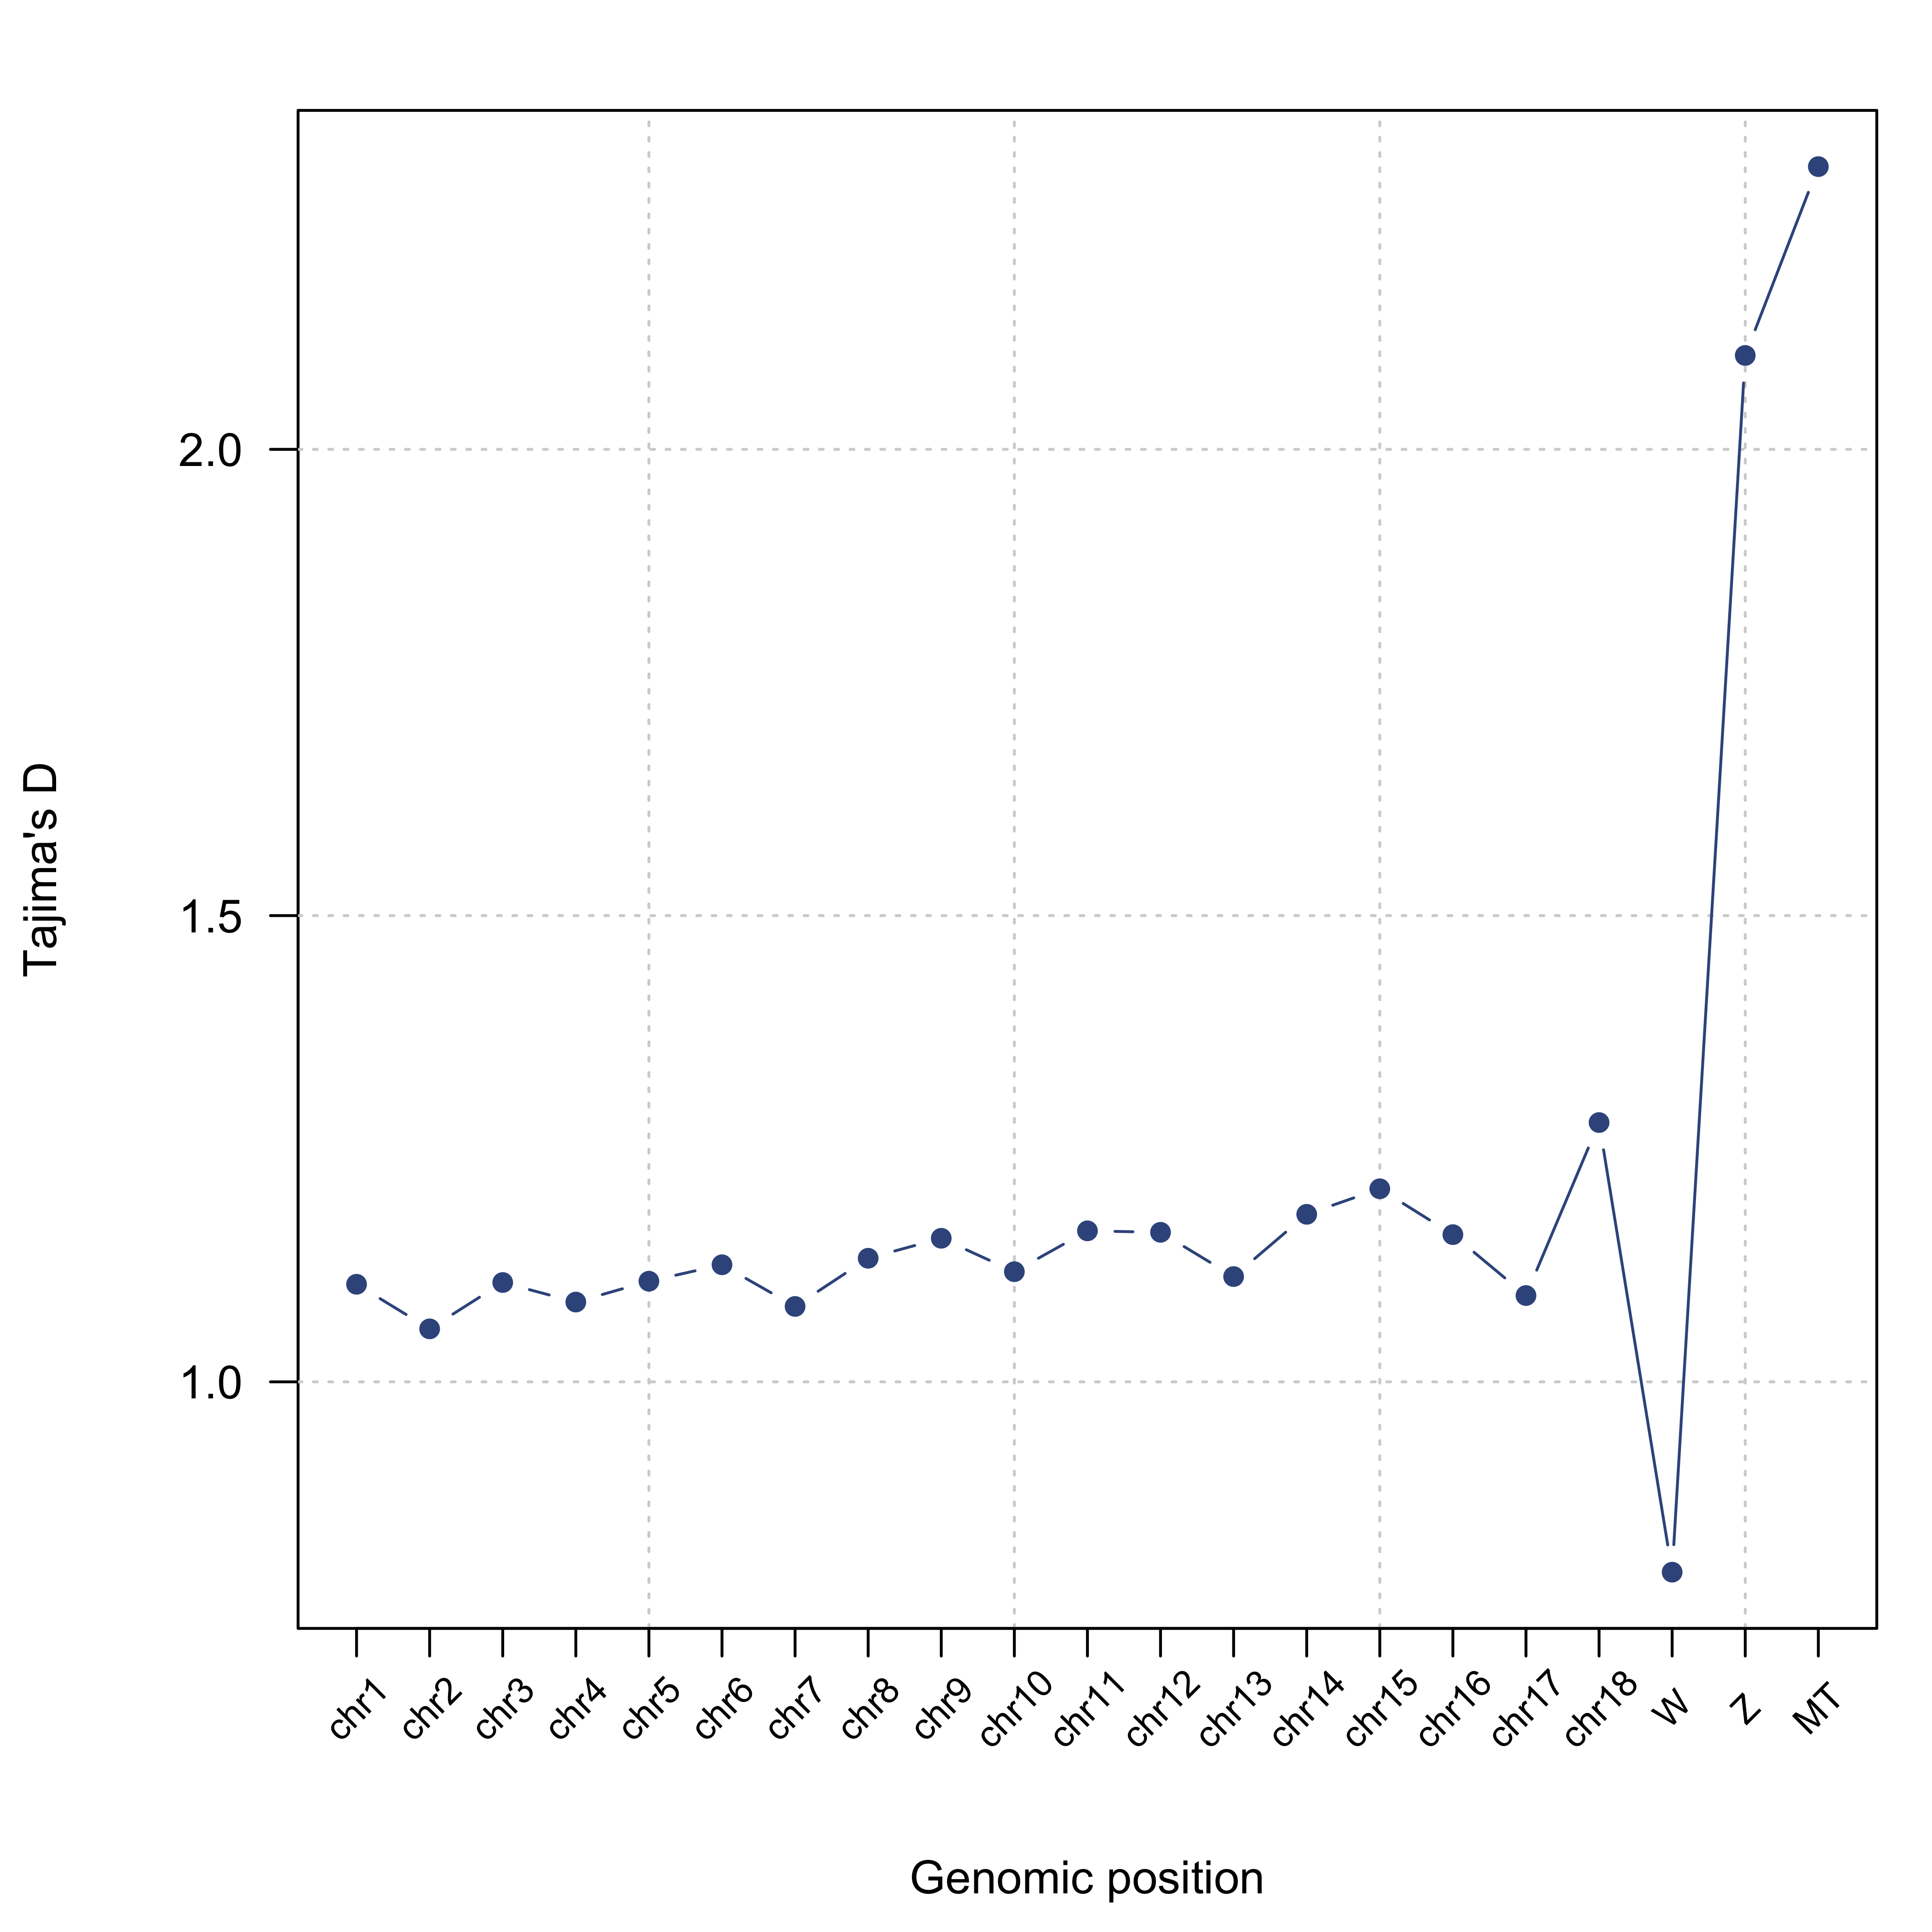 Tajima's D
2.0
1.5
1.0
chr1
chr2
chr3
chr4
chr5
chr6
chr7
chr8
chr9
chr10
chr11
chr12
chr13
chr14
chr15
chr16
chr17
chr18
W
Z
MT
Genomic position